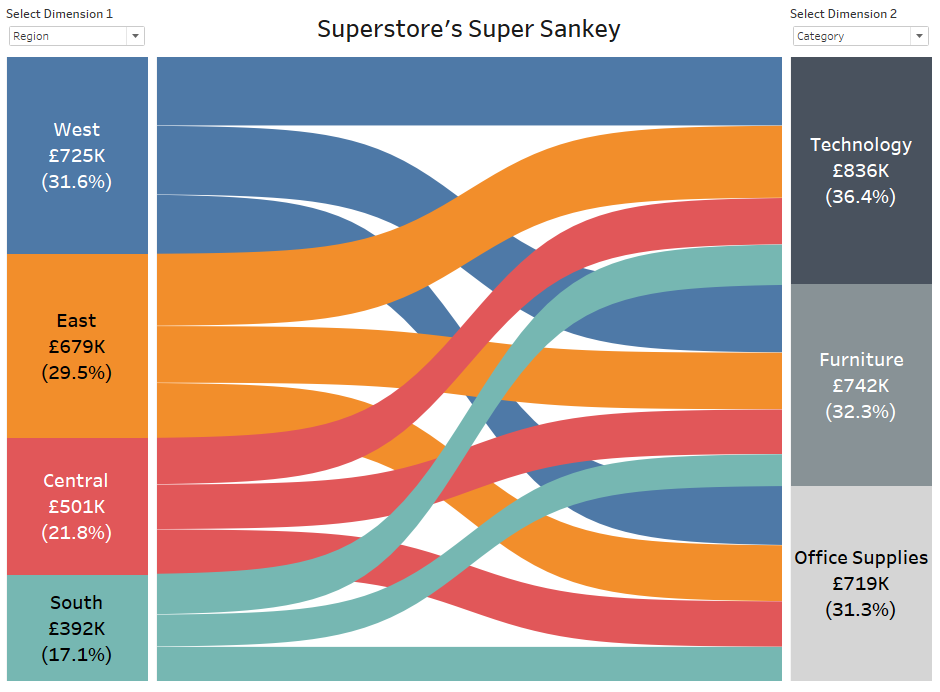 Select Dimension 1
Region
Superstore's Super Sankey
Select Dimension 2
Category
West
£725K
(31.6%)
East
£679K
(29.5%)
Central
£501K
(21.8%)
South
£392K
(17.1%)
Technology
£836K
(36.4%)
Furniture
£742K
(32.3%)
Office Supplies
£719K
(31.3%)